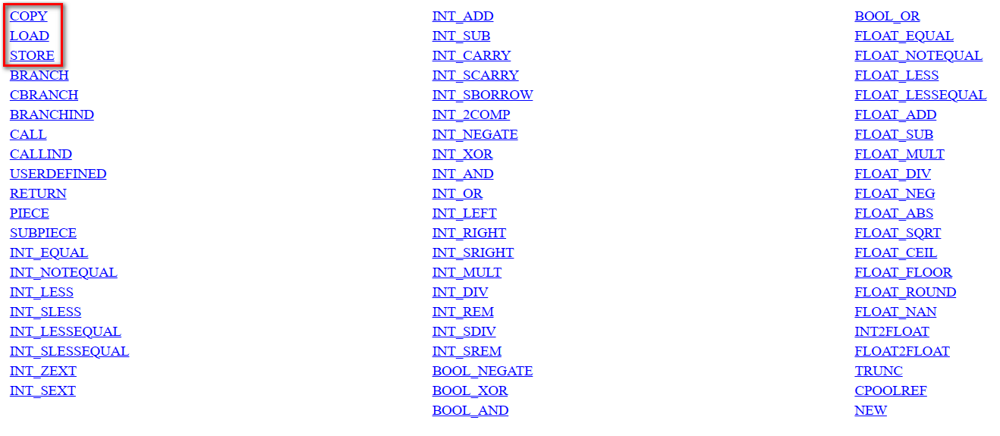 COPY
LOAD
STORE
BRANCH
CBRANCH
BRANCHIND
CALL
CALLIND
USERDEFINED
RETURN
PIECE
SUBPIECE
INT_EQUAL
INT_NOTEQUAL
INT_LESS
INT_SLESS
INT_LESSEQUAL
INT_SLESSEQUAL
INT_ZEXT
INT_SEXT
INT_ADD
INT_SUB
INT_CARRY
INT_SCARRY
INT_SBORROW
INT_2COMP
INT_NEGATE
INT_XOR
INT_AND
INT_OR
INT_LEFT
INT_RIGHT
INT_SRIGHT
INT_MULT
INT_DIV
INT_REM
INT_SDIV
INT_SREM
BOOL_NEGATE
BOOL_XOR
BOOL_AND
BOOL_OR
FLOAT_EQUAL
FLOAT_NOTEQUAL
FLOAT_LESS
FLOAT_LESSEQUAL
FLOAT_ADD
FLOAT_SUB
FLOAT_MULT
FLOAT_DIV
FLOAT_NEG
FLOAT_ABS
FLOAT_SQRT
FLOAT_CEIL
FLOAT_FLOOR
FLOAT_ROUND
FLOAT_NAN
INT2FLOAT
FLOAT2FLOAT
TRUNC
CPOOLREF
NEW